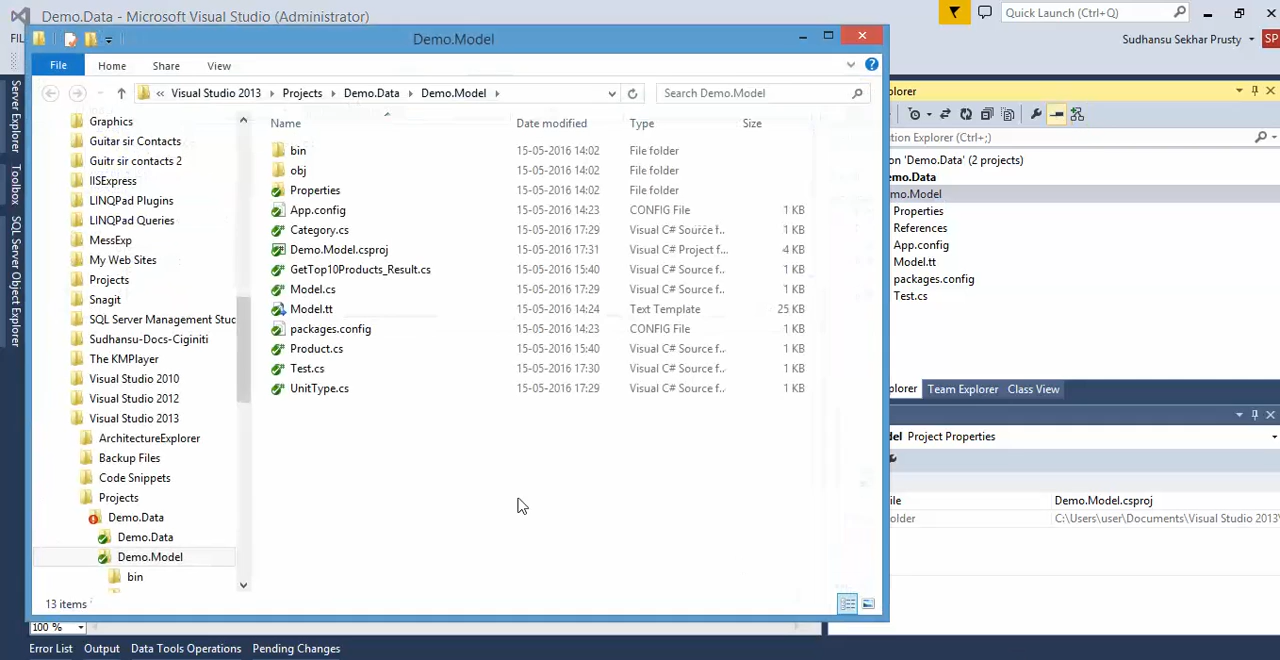 Demo.Data - Microsoft Visual Studio (Administrator)
Quick Launch (Ctrl+Q)
Sudhansu Sekhar Prusty
SP
Demo.Model
File Home Share View
« Visual Studio 2013 Projects Demo.Data Demo.Model
Search Demo.Model
Server Explorer
Toolbox
SQL Server Object Explorer
Graphics
Guitar sir contacts
Guitr sir contacts 2
IISExpress
LINQPad Plugins
LINQPad Queries
MessExp
My Web Sites
Projects
Snagit
SQL Server Management Stud
Sudhansu-Docs-Ciginiti
The KMPlayer
Visual Studio 2010
Visual Studio 2012
Visual Studio 2013
ArchitectureExplorer
Backup Files
Code Snippets
Projects
Demo.Data
Demo.Data
Demo.Model
bin
Name Date modified Type Size
bin 15-05-2016 14:02 File folder
obj 15-05-2016 14:02 File folder
Properties 15-05-2016 14:02 File folder
App.config 15-05-2016 14:23 CONFIG File 1 KB
Category.cs 15-05-2016 17:29 Visual C# Source f... 1 KB
Demo.Model.csproj 15-05-2016 17:31 Visual C# Project f... 4 KB
GetTop10Products_Result.cs 15-05-2016 15:40 Visual C# Source f... 1 KB
Model.cs 15-05-2016 17:29 Visual C# Source f... 1 KB
Model.tt 15-05-2016 14:24 Text Template 25 KB
packages.config 15-05-2016 14:23 CONFIG File 1 KB
Product.cs 15-05-2016 15:40 Visual C# Source f... 1 KB
Test.cs 15-05-2016 17:30 Visual C# Source f... 1 KB
UnitType.cs 15-05-2016 17:29 Visual C# Source f... 1 KB
13 items
plorer
tion Explorer (Ctrl+;)
on 'Demo.Data' (2 projects)
emo.Data
mo.Model
Properties
References
App.config
Model.tt
packages.config
Test.cs
plorer Team Explorer Class View
del Project Properties
ile Demo.Model.csproj
older C:\Users\user\Documents\Visual Studio 2013\
100 %
Error List Output Data Tools Operations Pending Changes